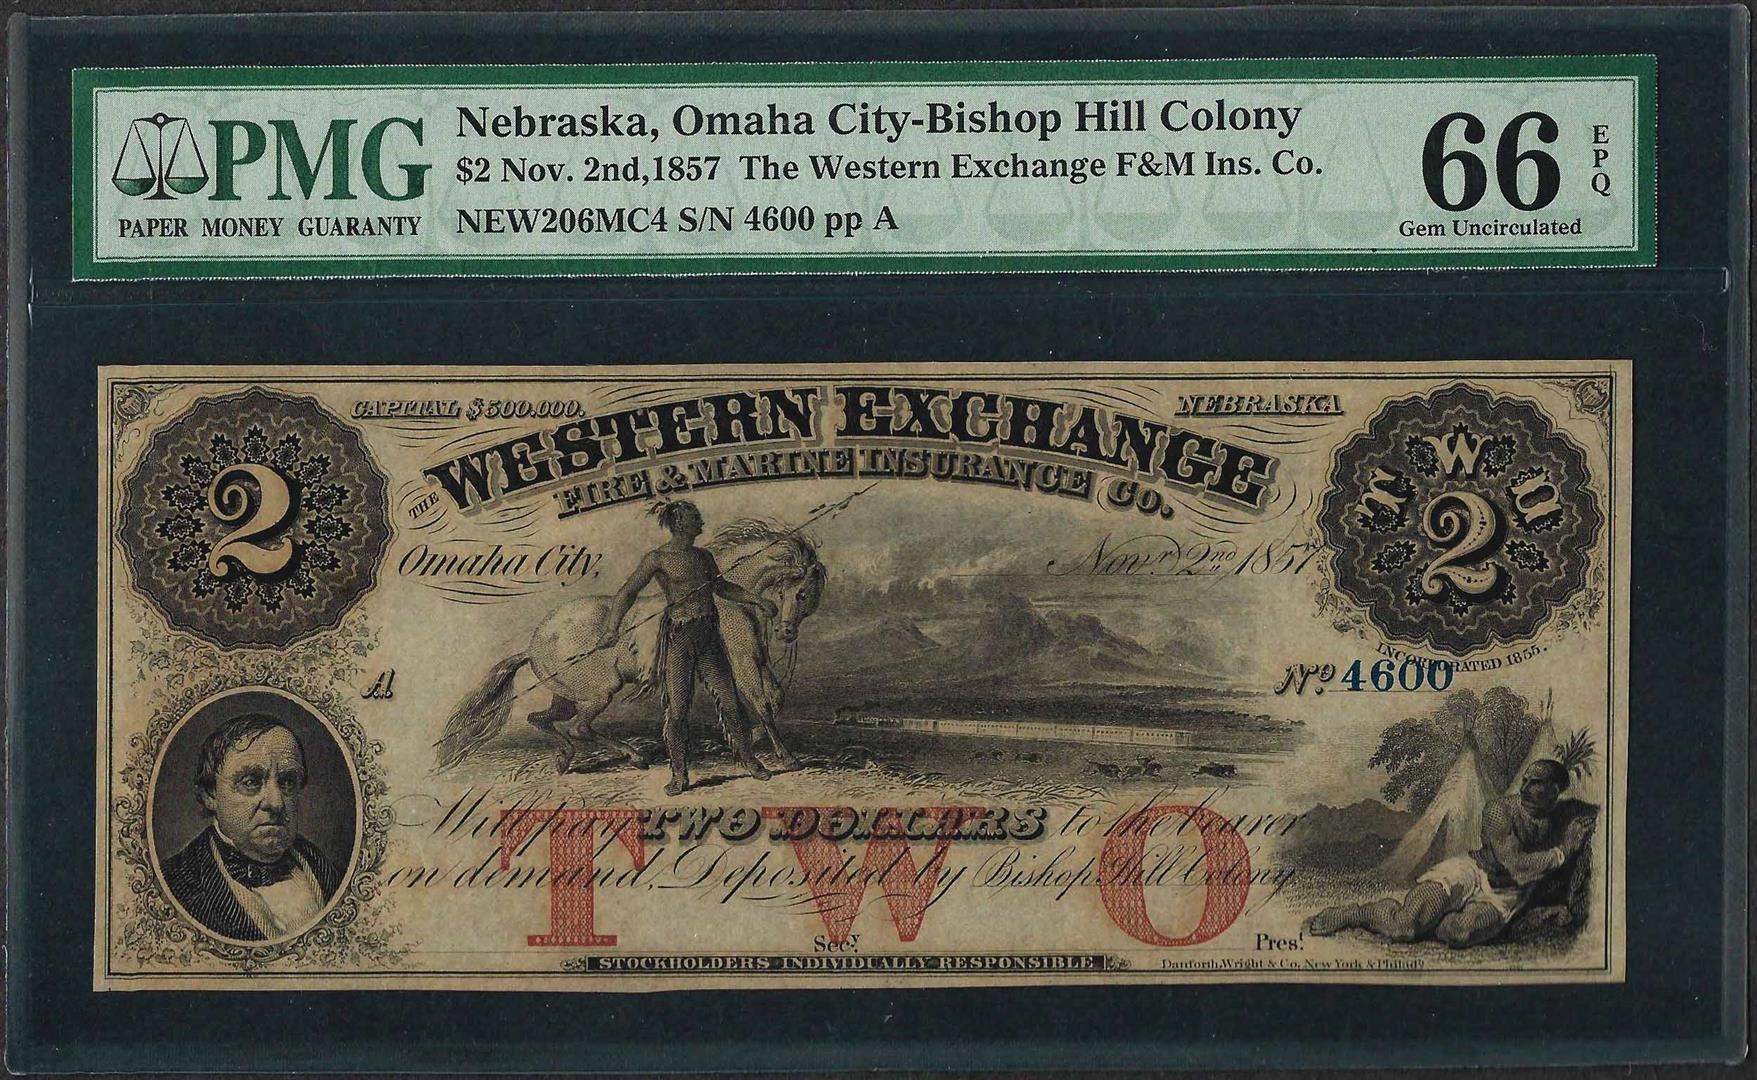 PMG
PAPER MONEY GUARANTY
Nebraska, Omaha City-Bishop Hill Colony
$2 Nov. 2nd,1857 The Western Exchange F&M Ins. Co.
NEW206MC4 S/N 4600 pp A
66
EPQ
Gem Uncirculated
CAPITAL $500.000.
NEBRASKA
THE WESTERN EXCHANGE
FIRE & MARINE INSURANCE CO.
2
TWO
2
Omaha City,
Novr. 2nd 1857
INCORPORATED 1855.
A
No. 4600
Will pay TWO DOLLARS to the bearer
on demand, Deposited by Bishop Hill Colony
TWO
Secy.
Prest.
STOCKHOLDERS INDIVIDUALLY RESPONSIBLE
Danforth, Wright & Co. New York & Philada.